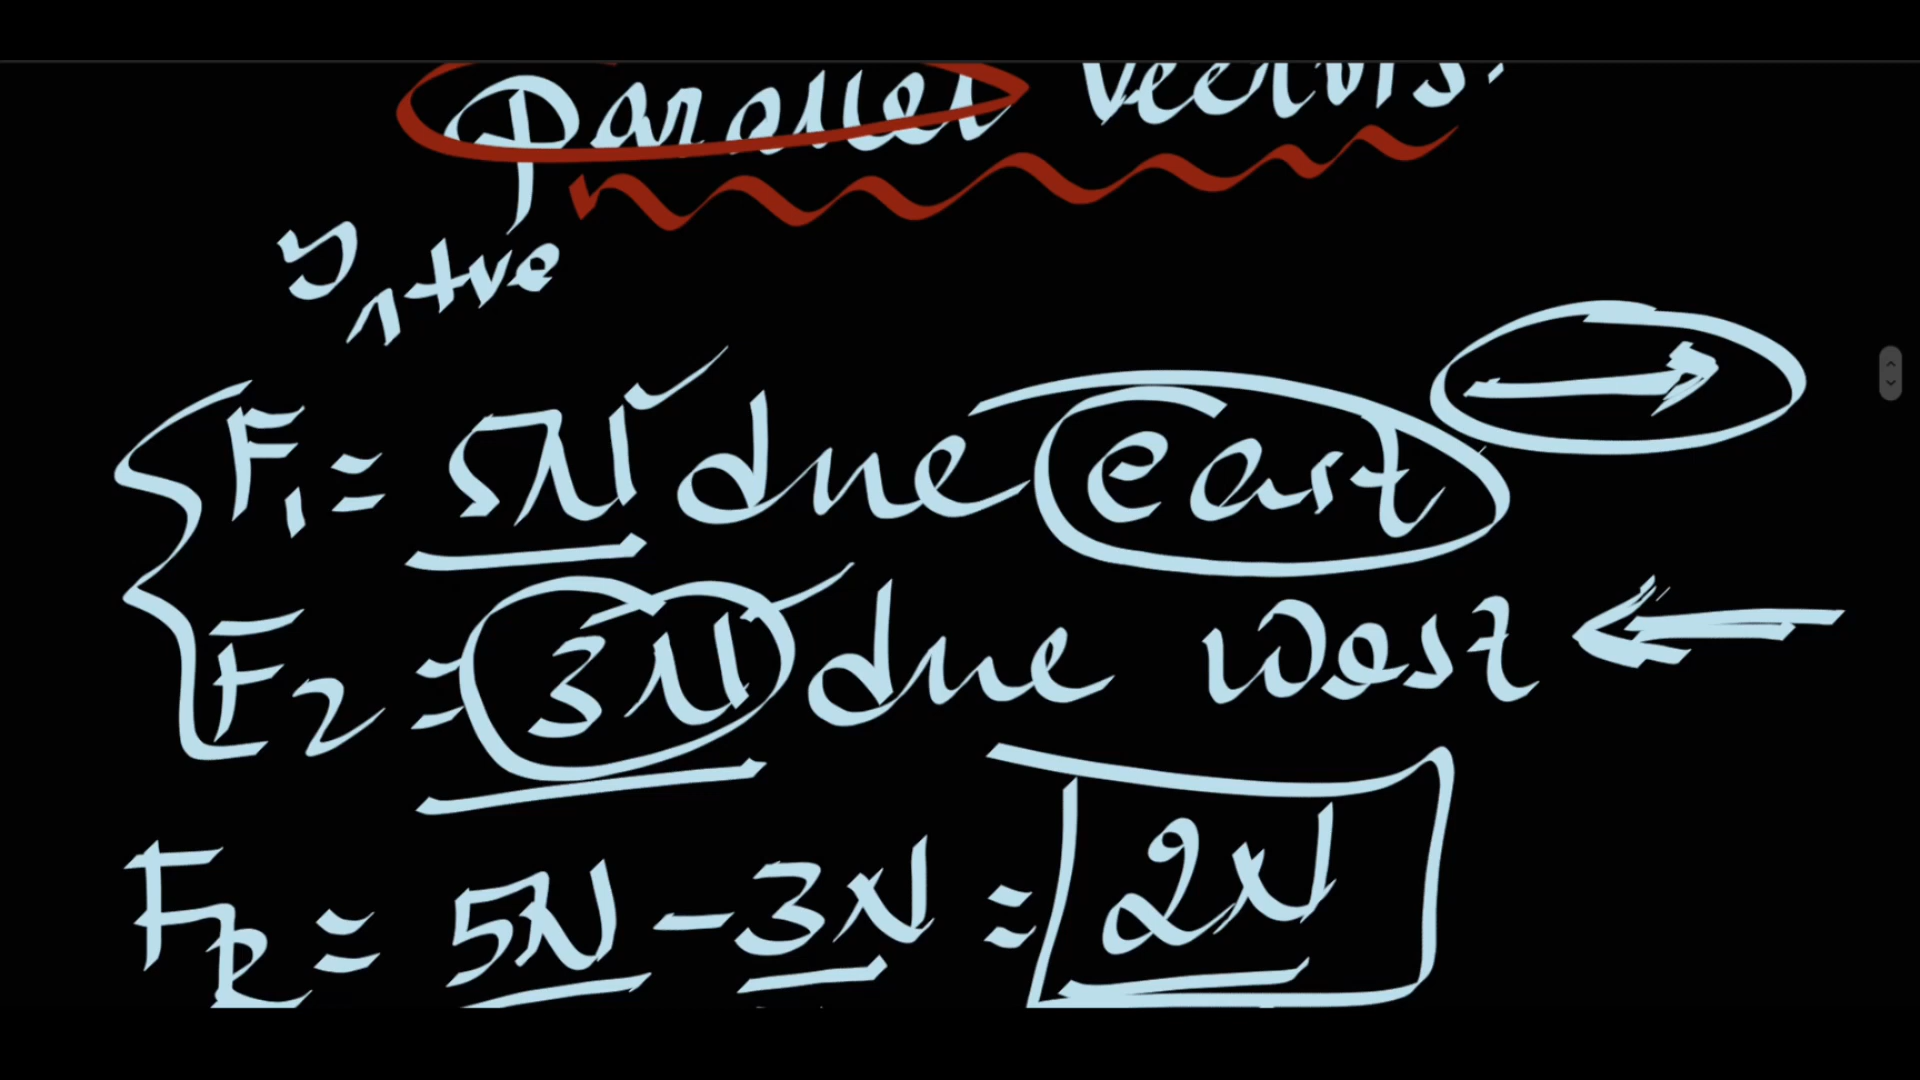 Parallel Vectors.
+ve
F1 = 5N due east
F2 = 3N due west
FR = 5N - 3N = 2N